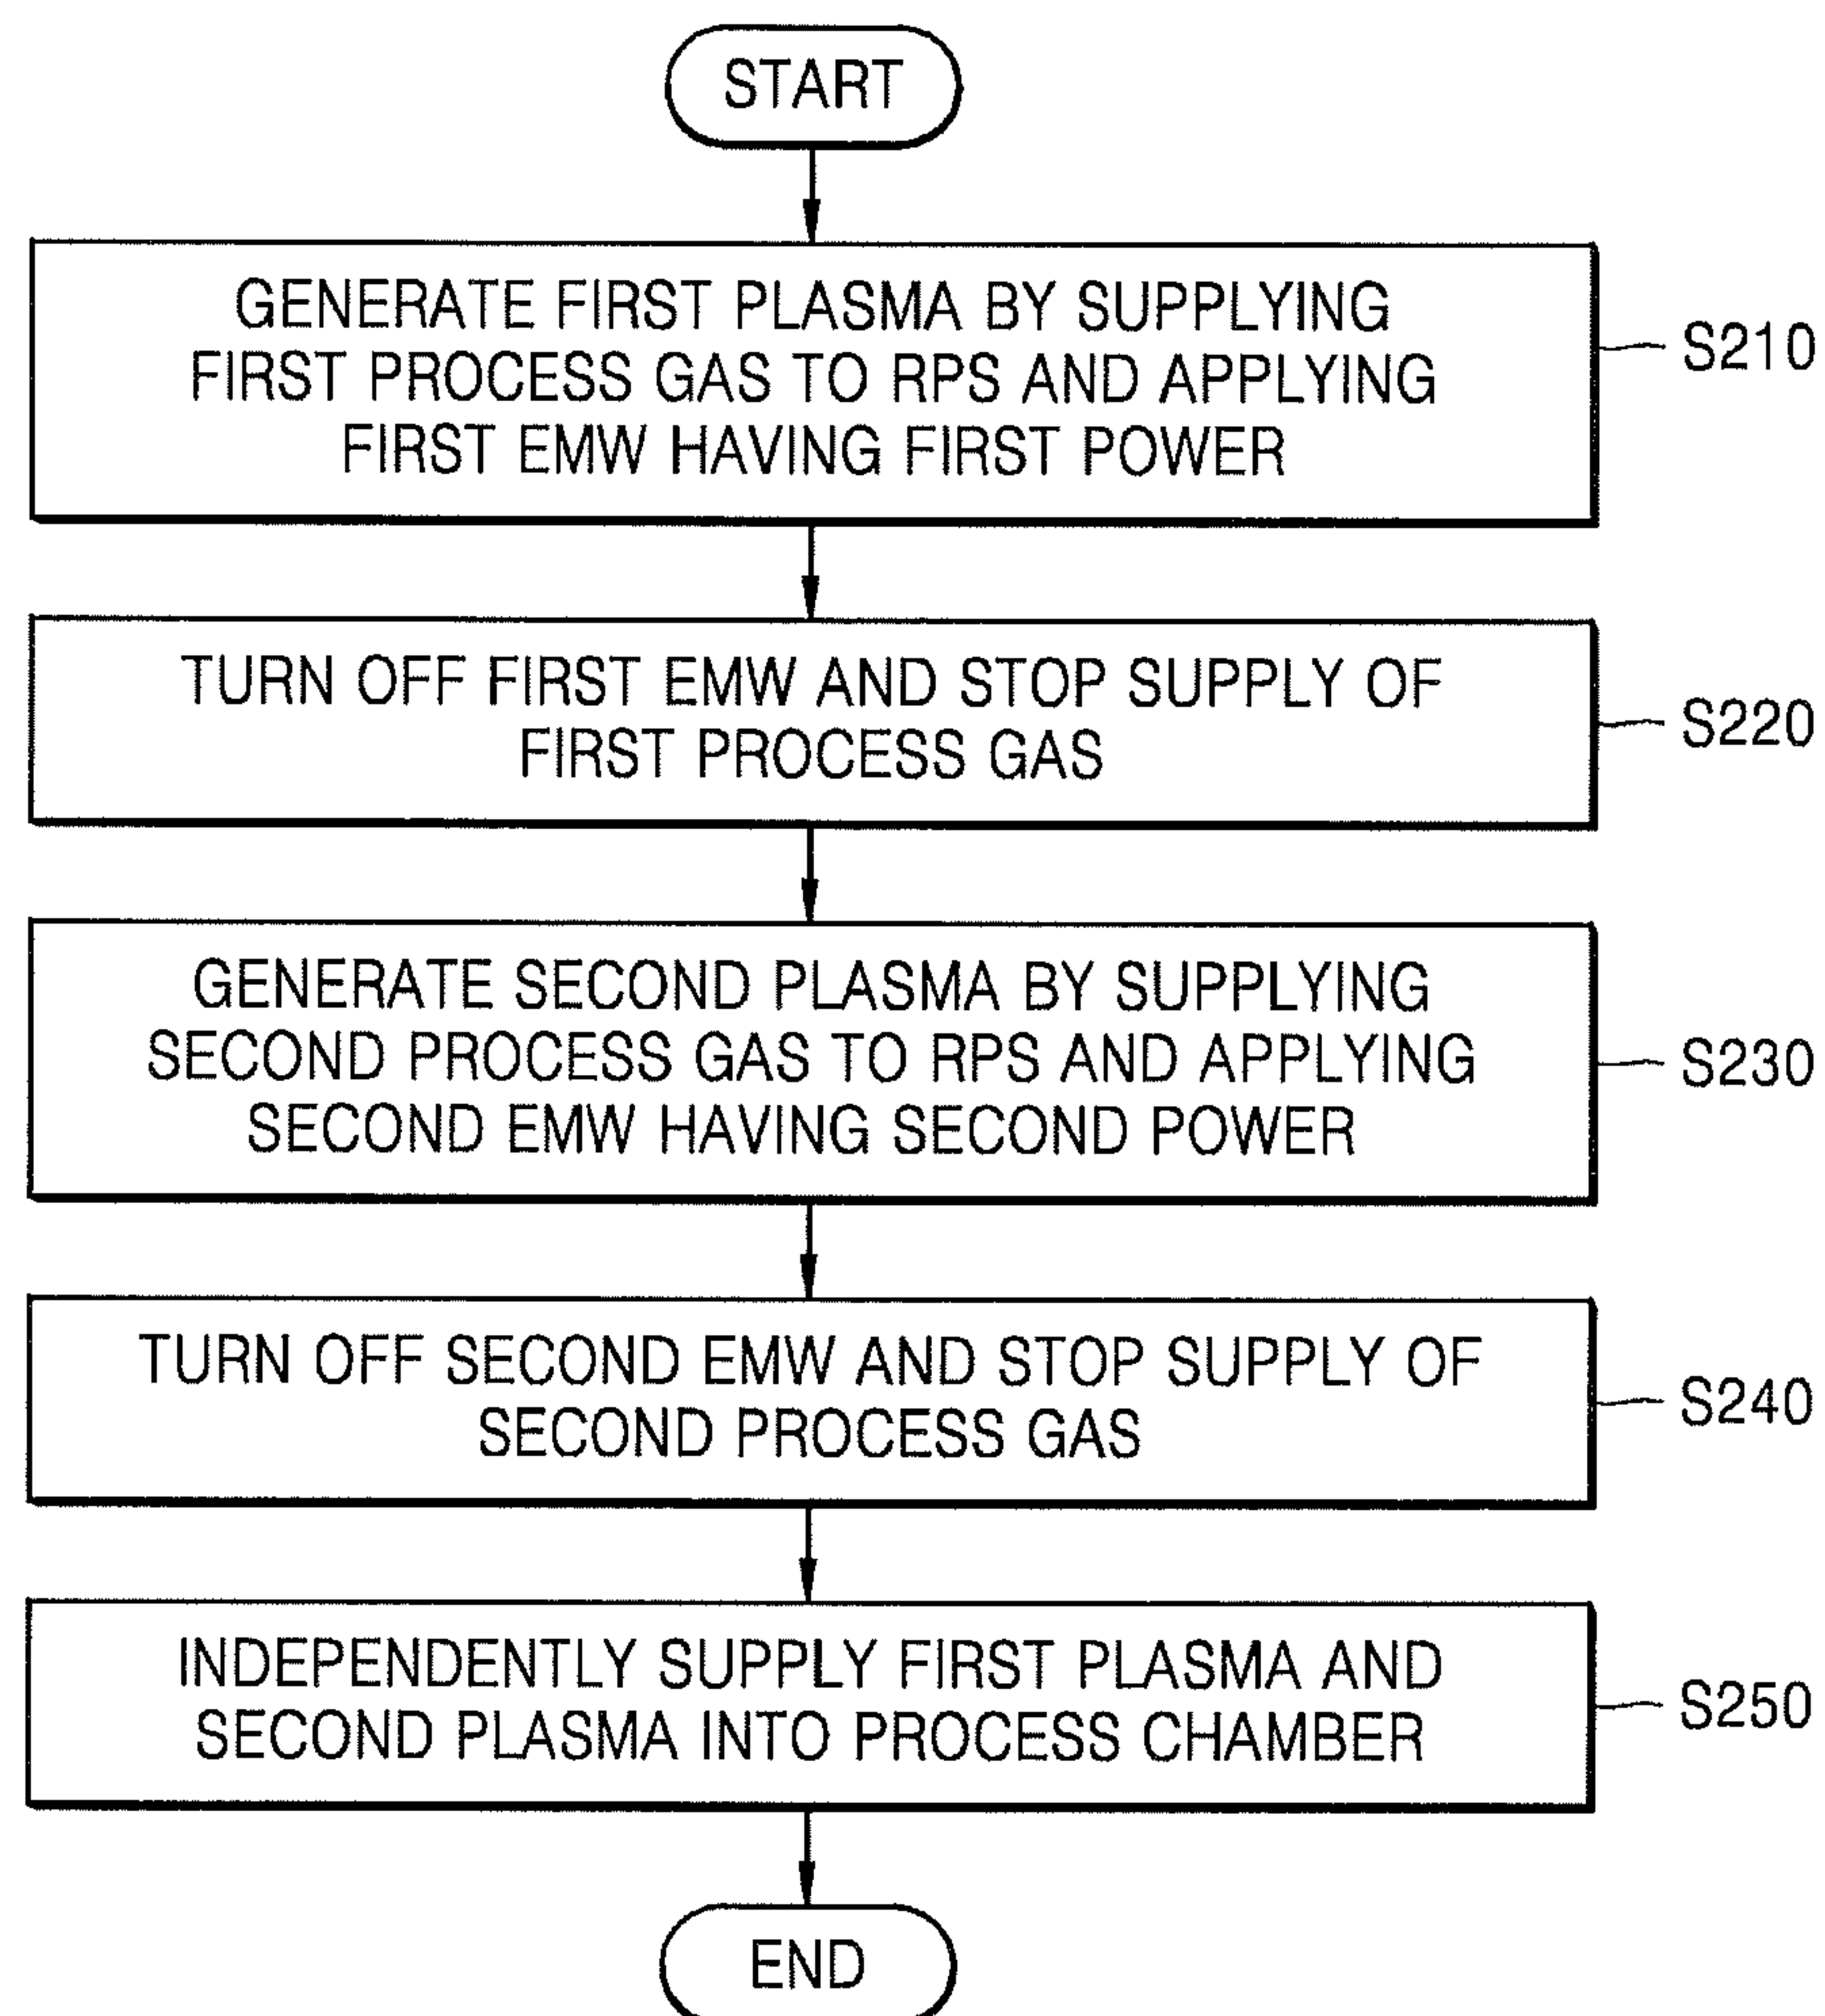 START
GENERATE FIRST PLASMA BY SUPPLYING
FIRST PROCESS GAS TO RPS AND APPLYING
FIRST EMW HAVING FIRST POWER
S210
TURN OFF FIRST EMW AND STOP SUPPLY OF
FIRST PROCESS GAS
S220
GENERATE SECOND PLASMA BY SUPPLYING
SECOND PROCESS GAS TO RPS AND APPLYING
SECOND EMW HAVING SECOND POWER
S230
TURN OFF SECOND EMW AND STOP SUPPLY OF
SECOND PROCESS GAS
S240
INDEPENDENTLY SUPPLY FIRST PLASMA AND
SECOND PLASMA INTO PROCESS CHAMBER
S250
END